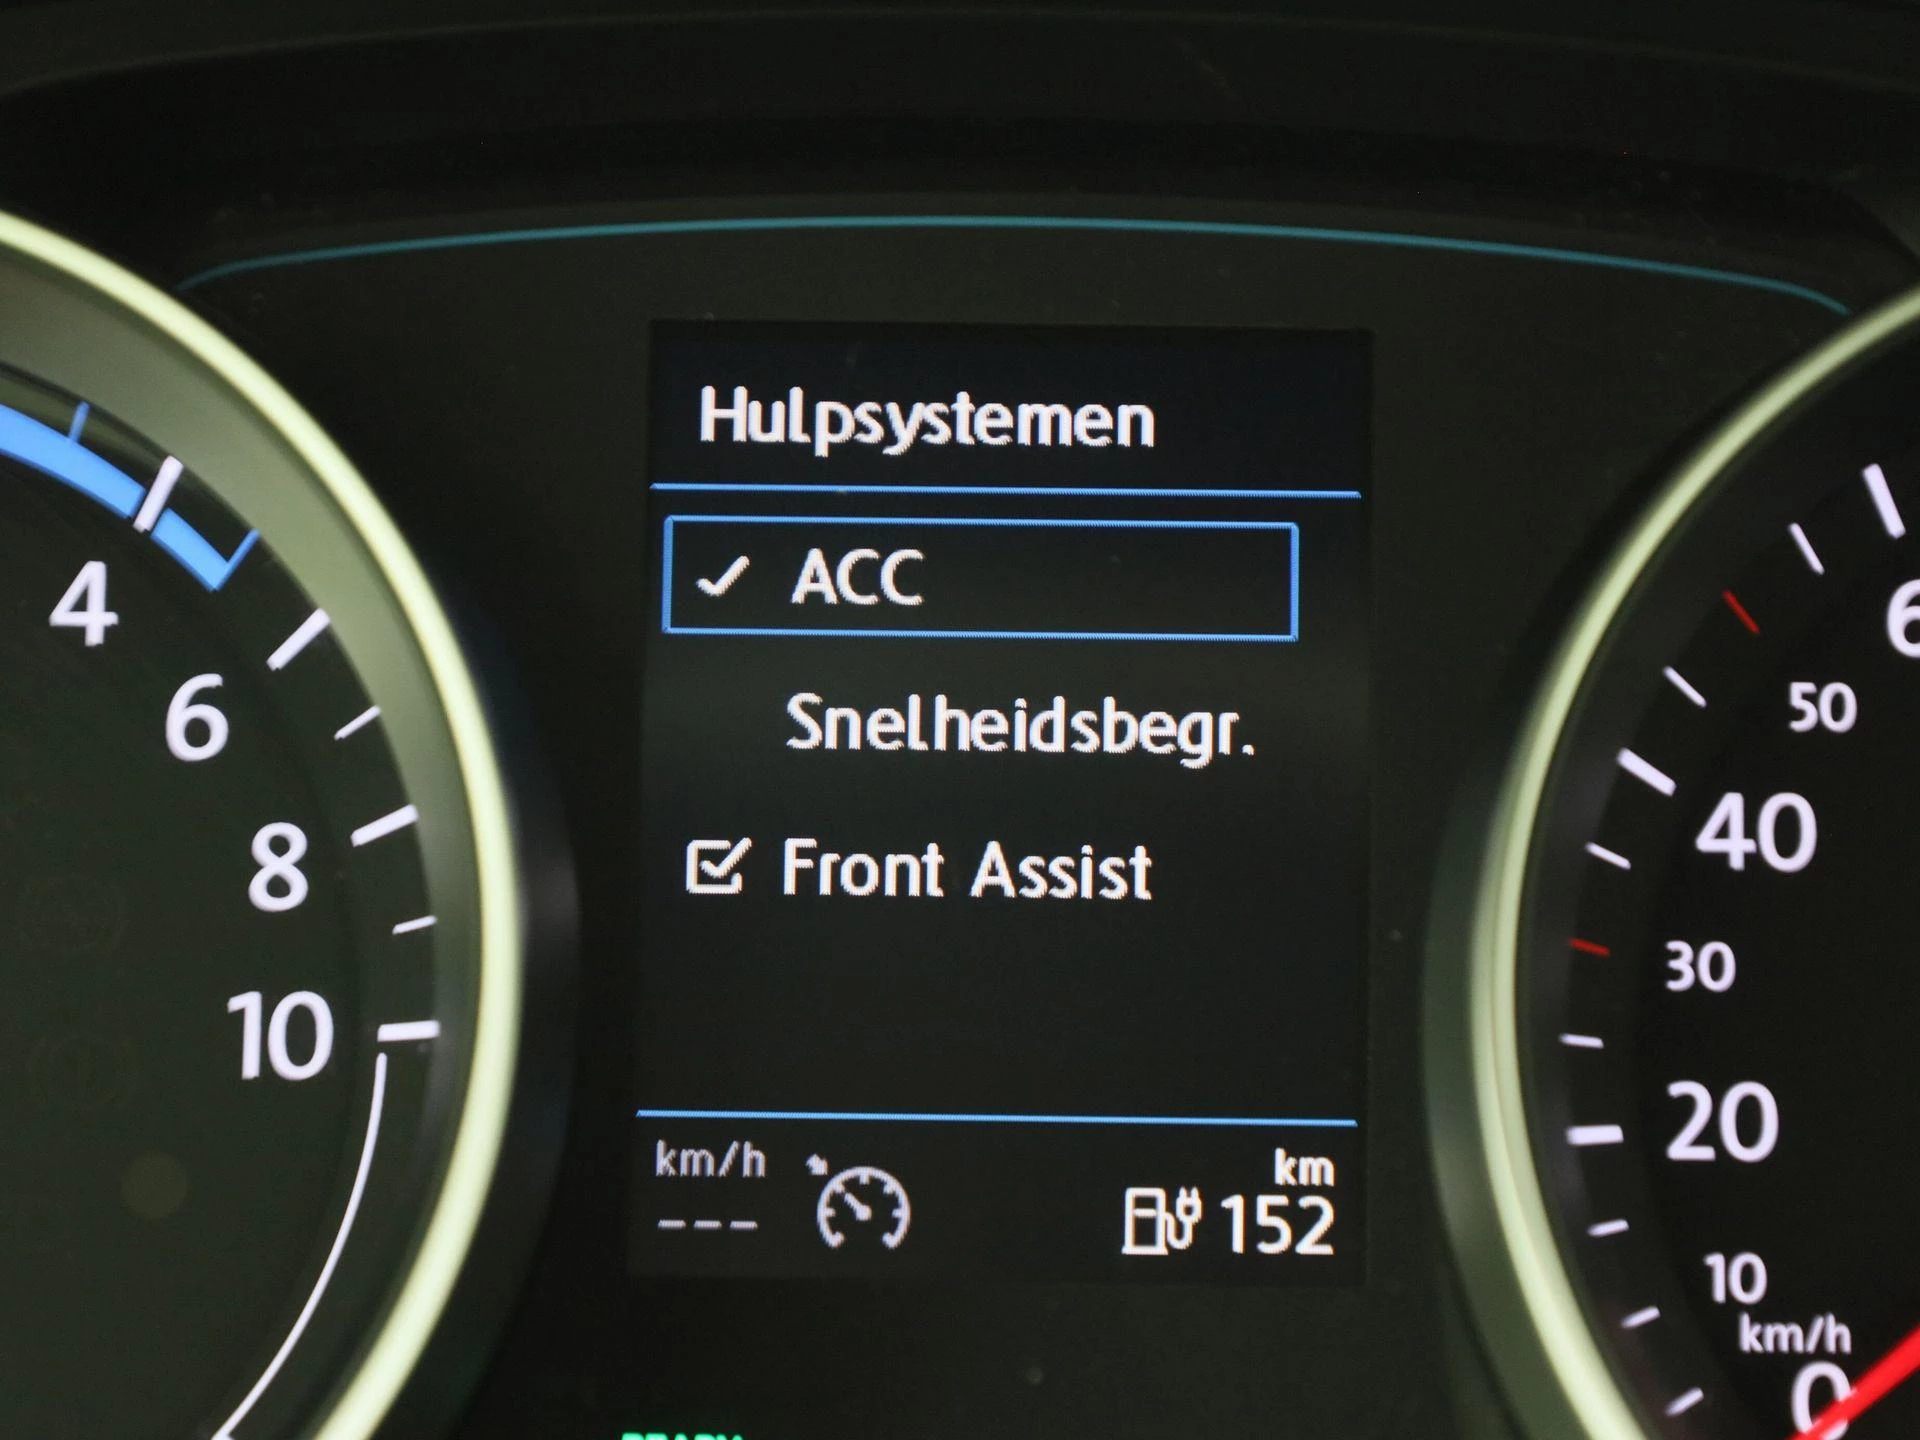 Hulpsystemen
ACC
Snelheidsbegr.
Front Assist
km/h
---
km
152
4
6
8
10
50
40
30
20
10
km/h
0
READY